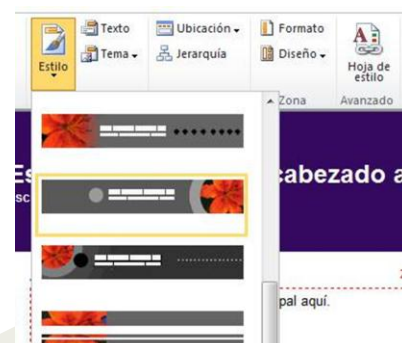 Estilo
Texto
Tema
Ubicación
Jerarquía
Formato
Diseño
Hoja de
estilo
Zona
Avanzado
cabezado a
pal aquí.